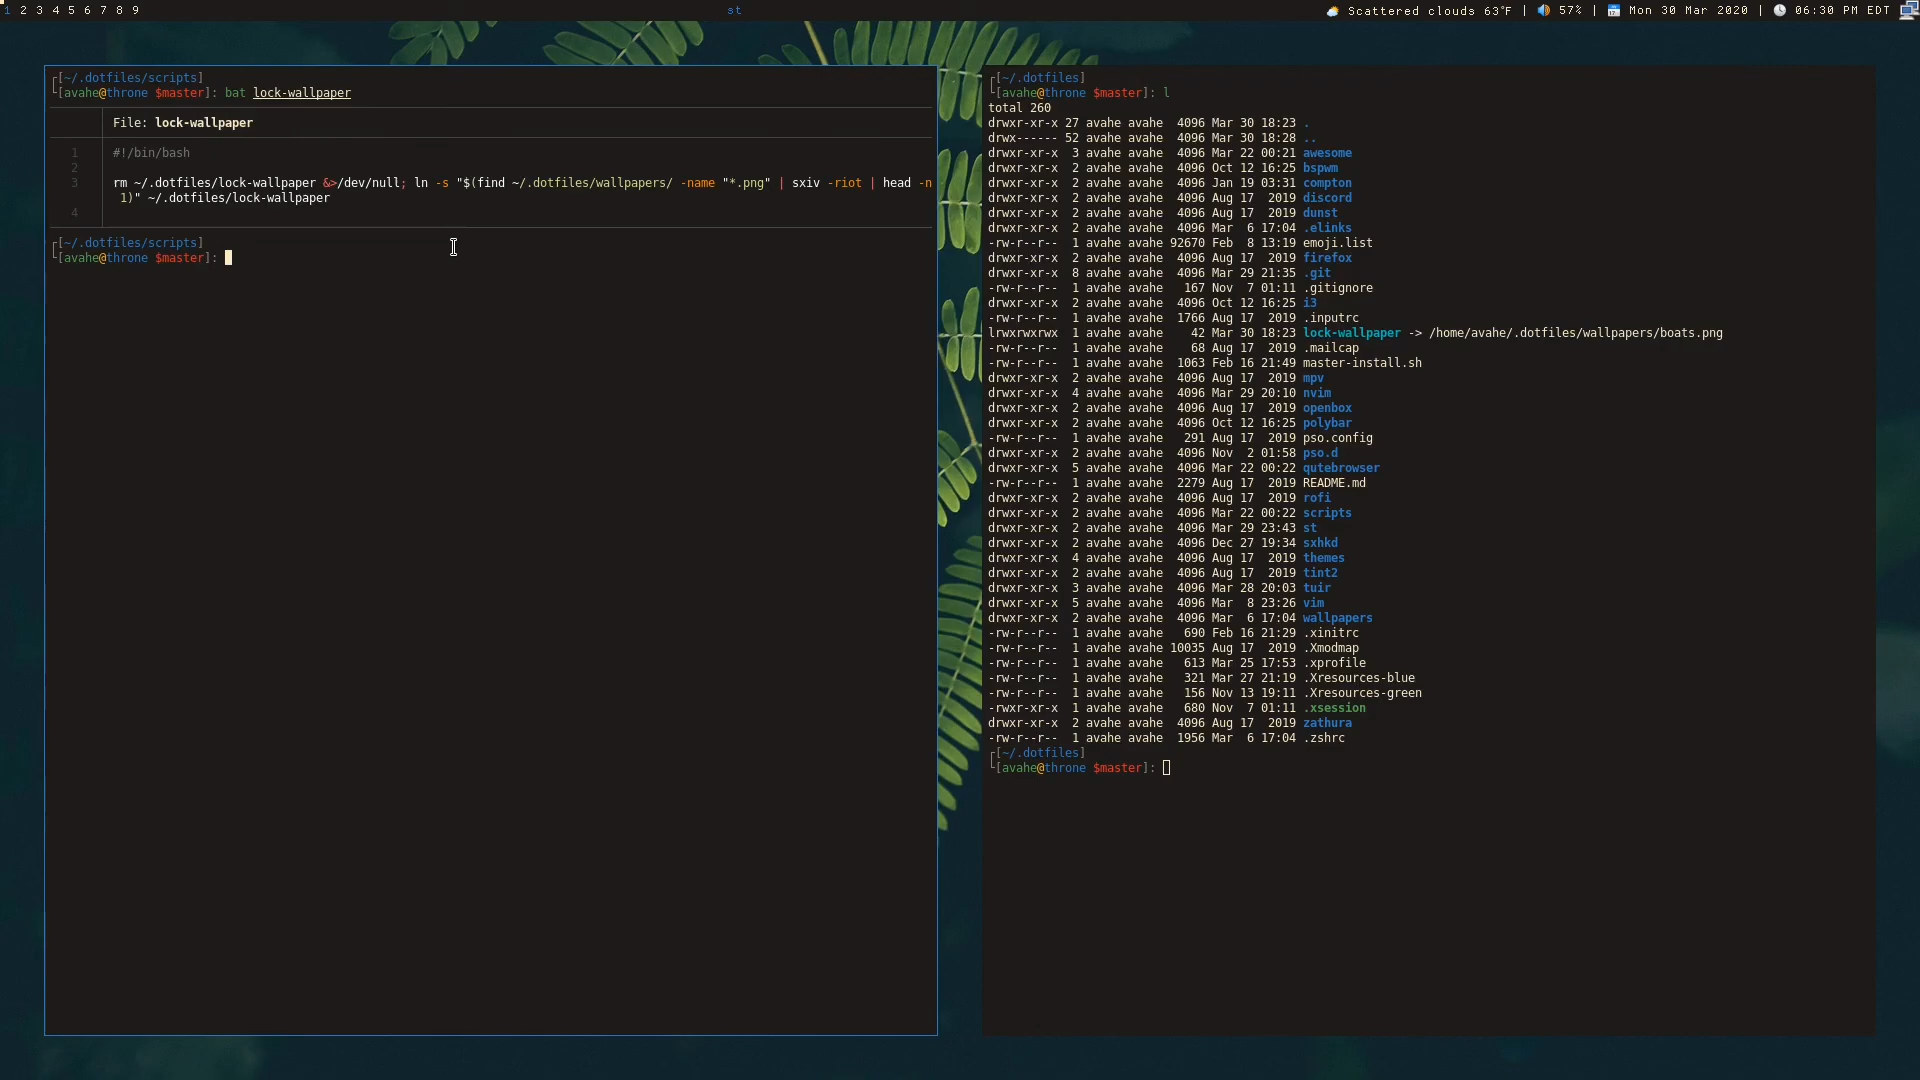 1 2 3 4 5 6 7 8 9
st
Scattered clouds 63°F | 57% | Mon 30 Mar 2020 | 06:30 PM EDT
┌[~/.dotfiles/scripts]
└[avahe@throne $master]: bat lock-wallpaper
File: lock-wallpaper
1 #!/bin/bash
2
3 rm ~/.dotfiles/lock-wallpaper &>/dev/null; ln -s "$(find ~/.dotfiles/wallpapers/ -name "*.png" | sxiv -riot | head -n
1)" ~/.dotfiles/lock-wallpaper
4
┌[~/.dotfiles/scripts]
└[avahe@throne $master]:
┌[~/.dotfiles]
└[avahe@throne $master]: l
total 260
drwxr-xr-x 27 avahe avahe  4096 Mar 30 18:23 .
drwx------ 52 avahe avahe  4096 Mar 30 18:28 ..
drwxr-xr-x  3 avahe avahe  4096 Mar 22 00:21 awesome
drwxr-xr-x  2 avahe avahe  4096 Oct 12 16:25 bspwm
drwxr-xr-x  2 avahe avahe  4096 Jan 19 03:31 compton
drwxr-xr-x  2 avahe avahe  4096 Aug 17  2019 discord
drwxr-xr-x  2 avahe avahe  4096 Aug 17  2019 dunst
drwxr-xr-x  2 avahe avahe  4096 Mar  6 17:04 .elinks
-rw-r--r--  1 avahe avahe 92670 Feb  8 13:19 emoji.list
drwxr-xr-x  2 avahe avahe  4096 Aug 17  2019 firefox
drwxr-xr-x  8 avahe avahe  4096 Mar 29 21:35 .git
-rw-r--r--  1 avahe avahe   167 Nov  7 01:11 .gitignore
drwxr-xr-x  2 avahe avahe  4096 Oct 12 16:25 i3
-rw-r--r--  1 avahe avahe  1766 Aug 17  2019 .inputrc
lrwxrwxrwx  1 avahe avahe    42 Mar 30 18:23 lock-wallpaper -> /home/avahe/.dotfiles/wallpapers/boats.png
-rw-r--r--  1 avahe avahe    68 Aug 17  2019 .mailcap
-rw-r--r--  1 avahe avahe  1063 Feb 16 21:49 master-install.sh
drwxr-xr-x  2 avahe avahe  4096 Aug 17  2019 mpv
drwxr-xr-x  4 avahe avahe  4096 Mar 29 20:10 nvim
drwxr-xr-x  2 avahe avahe  4096 Aug 17  2019 openbox
drwxr-xr-x  2 avahe avahe  4096 Oct 12 16:25 polybar
-rw-r--r--  1 avahe avahe   291 Aug 17  2019 pso.config
drwxr-xr-x  2 avahe avahe  4096 Nov  2 01:58 pso.d
drwxr-xr-x  5 avahe avahe  4096 Mar 22 00:22 qutebrowser
-rw-r--r--  1 avahe avahe  2279 Aug 17  2019 README.md
drwxr-xr-x  2 avahe avahe  4096 Aug 17  2019 rofi
drwxr-xr-x  2 avahe avahe  4096 Mar 22 00:22 scripts
drwxr-xr-x  2 avahe avahe  4096 Mar 29 23:43 st
drwxr-xr-x  2 avahe avahe  4096 Dec 27 19:34 sxhkd
drwxr-xr-x  4 avahe avahe  4096 Aug 17  2019 themes
drwxr-xr-x  2 avahe avahe  4096 Aug 17  2019 tint2
drwxr-xr-x  3 avahe avahe  4096 Mar 28 20:03 tuir
drwxr-xr-x  5 avahe avahe  4096 Mar  8 23:26 vim
drwxr-xr-x  2 avahe avahe  4096 Mar  6 17:04 wallpapers
-rw-r--r--  1 avahe avahe   690 Feb 16 21:29 .xinitrc
-rw-r--r--  1 avahe avahe 10035 Aug 17  2019 .Xmodmap
-rw-r--r--  1 avahe avahe   613 Mar 25 17:53 .xprofile
-rw-r--r--  1 avahe avahe   321 Mar 27 21:19 .Xresources-blue
-rw-r--r--  1 avahe avahe   156 Nov 13 19:11 .Xresources-green
-rwxr-xr-x  1 avahe avahe   680 Nov  7 01:11 .xsession
drwxr-xr-x  2 avahe avahe  4096 Aug 17  2019 zathura
-rw-r--r--  1 avahe avahe  1956 Mar  6 17:04 .zshrc
┌[~/.dotfiles]
└[avahe@throne $master]: